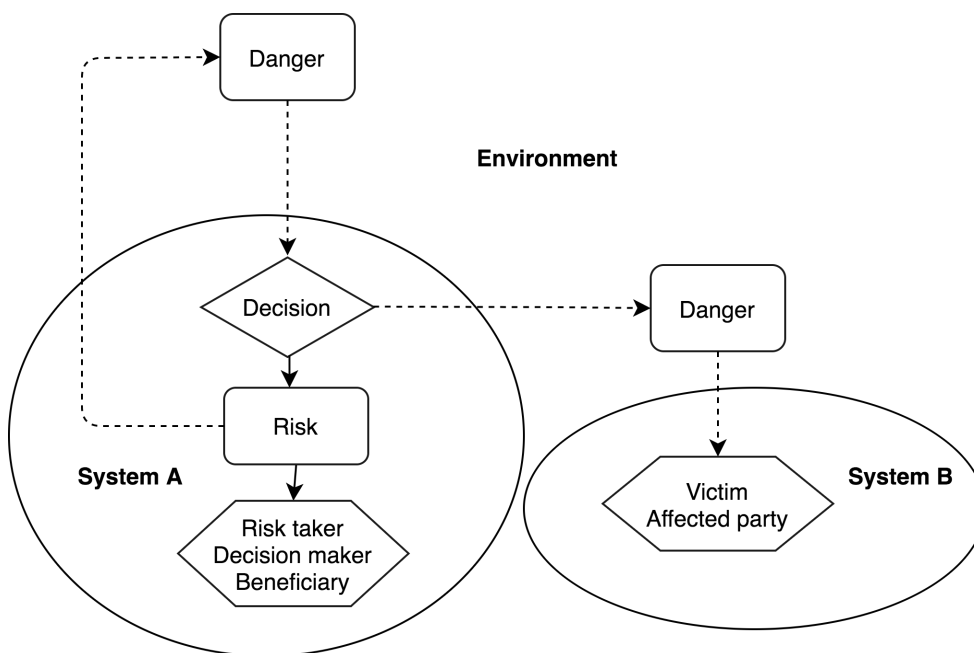 Danger
Environment
Decision
Danger
Risk
System A
System B
Victim
Affected party
Risk taker
Decision maker
Beneficiary